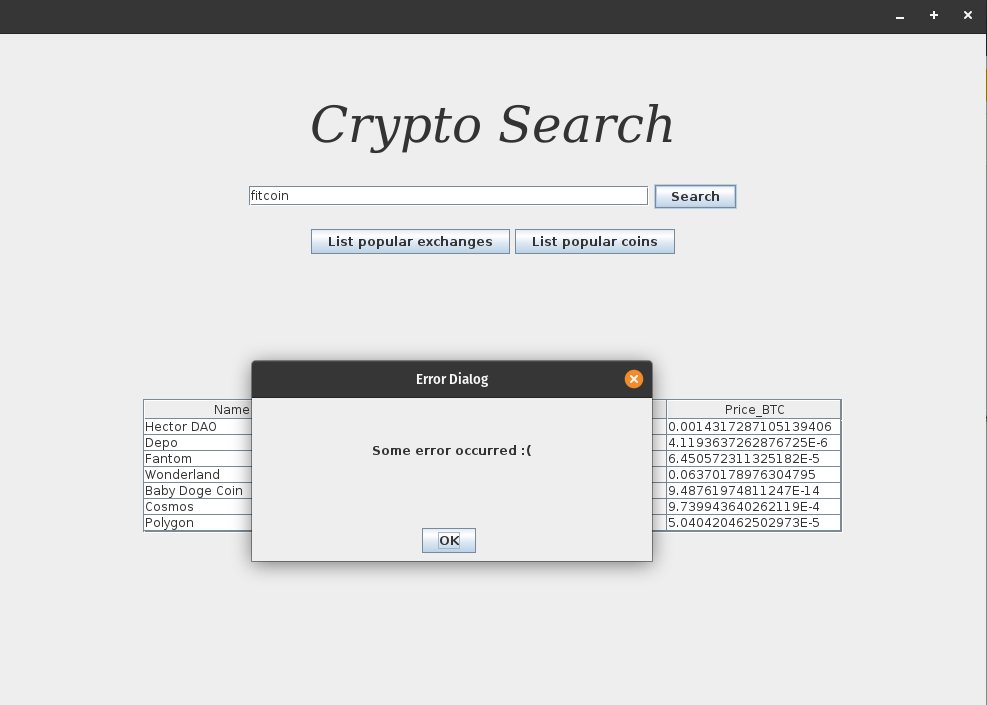 Crypto Search
fitcoin
Search
List popular exchanges
List popular coins
Error Dialog
Some error occurred :(
OK
Name Price_BTC
Hector DAO 0.0014317287105139406
Depo 4.1193637262876725E-6
Fantom 6.450572311325182E-5
Wonderland 0.06370178976304795
Baby Doge Coin 9.48761974811247E-14
Cosmos 9.739943640262119E-4
Polygon 5.040420462502973E-5